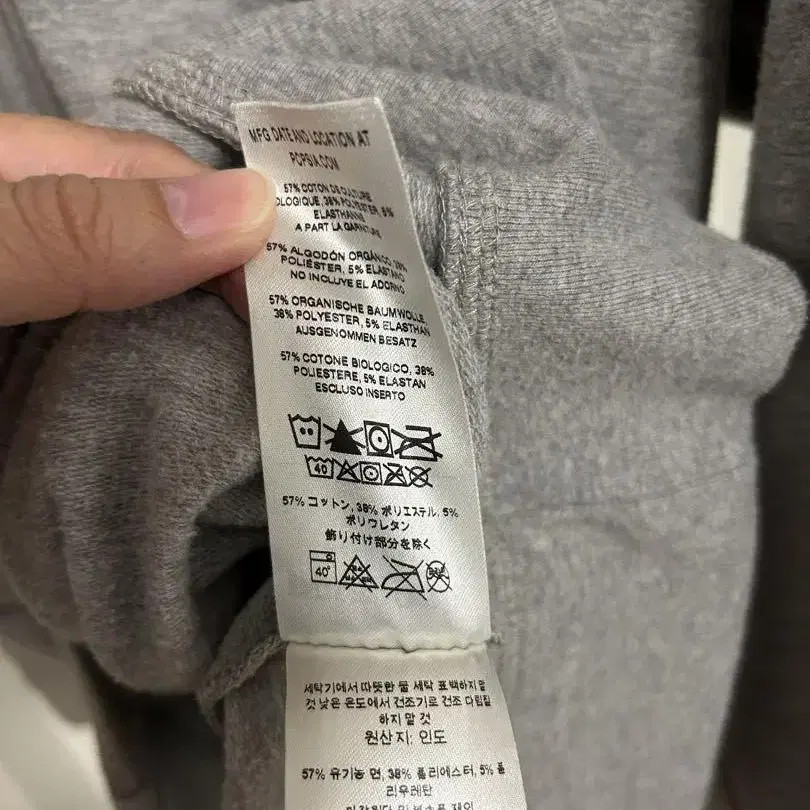 MFG DATE AND LOCATION AT
PCPSIA.COM
57% COTON DE CULTURE
OLOGIQUE, 38% POLYESTER, 5%
ELASTHANNE
A PART LA GARNITURE
57% ALGODÓN ORGÁNICO, 38%
POLIÉSTER, 5% ELASTANO
NO INCLUYE EL ADORNO
57% ORGANISCHE BAUMWOLLE,
38% POLYESTER, 5% ELASTHAN
AUSGENOMMEN BESATZ
57% COTONE BIOLOGICO, 38%
POLIESTERE, 5% ELASTAN
ESCLUSO INSERTO
40
57% コットン, 38% ポリエステル, 5%
ポリウレタン
飾り付け部分を除く
40°
세탁기에서 따뜻한 물 세탁 표백하지말
것 낮은 온도에서 건조기로 건조 다림질
하지 말 것
원산지: 인도
57% 유기농 면, 38% 폴리에스터, 5% 폴
리우레탄